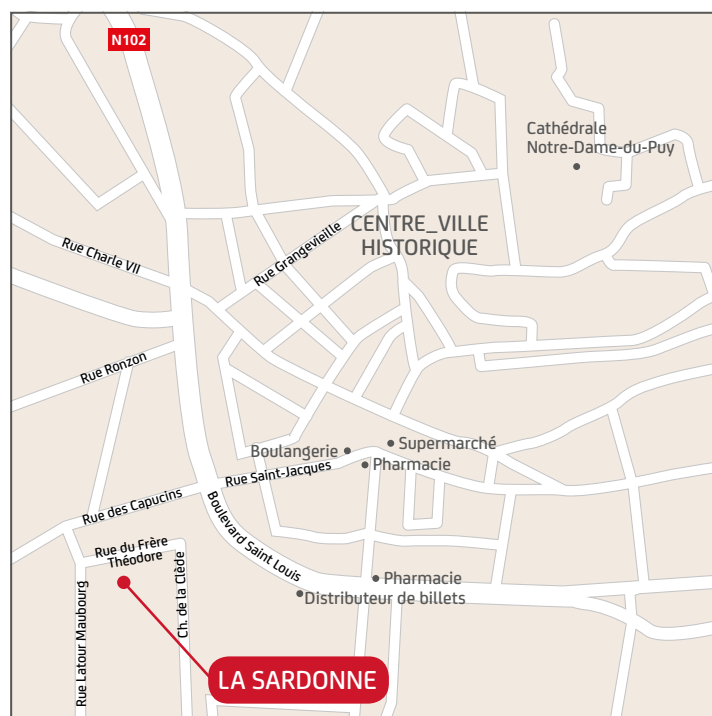 N102
Cathédrale
Notre-Dame-du-Puy
CENTRE_VILLE
HISTORIQUE
Rue Grangevieille
Rue Charle VII
Rue Ronzon
Supermarché
Boulangerie
Pharmacie
Rue Saint-Jacques
Rue des Capucins
Boulevard Saint Louis
Rue du Frère
Théodore
Ch. de la Clède
Rue Latour Maubourg
Pharmacie
Distributeur de billets
LA SARDONNE